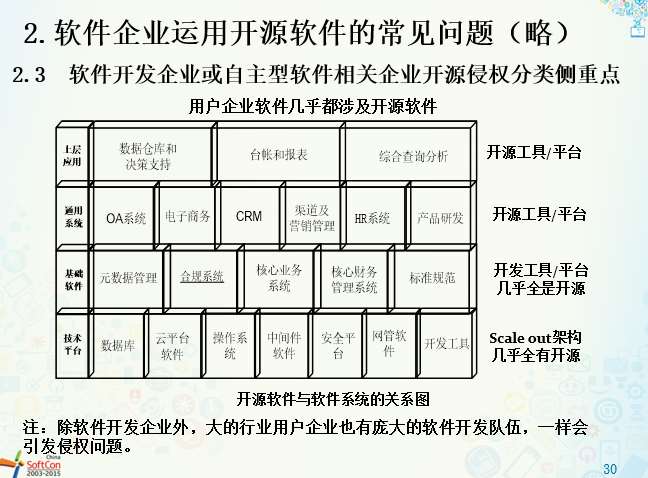 2.软件企业运用开源软件的常见问题（略）
2.3 软件开发企业或自主型软件相关企业开源侵权分类侧重点
用户企业软件几乎都涉及开源软件
上层
应用
数据仓库和
决策支持
台帐和报表
综合查询分析
开源工具/平台
通用
系统
OA系统
电子商务
CRM
渠道及
营销管理
HR系统
产品研发
开源工具/平台
基础
软件
元数据管理
合规系统
核心业务
系统
核心财务
管理系统
标准规范
开发工具/平台
几乎全是开源
技术
平台
数据库
云平台
软件
操作系
统
中间件
软件
安全平
台
网管软
件
开发工具
Scale out架构
几乎全有开源
开源软件与软件系统的关系图
注：除软件开发企业外，大的行业用户企业也有庞大的软件开发队伍，一样会
引发侵权问题。
China
SoftCon
2003-2015
30